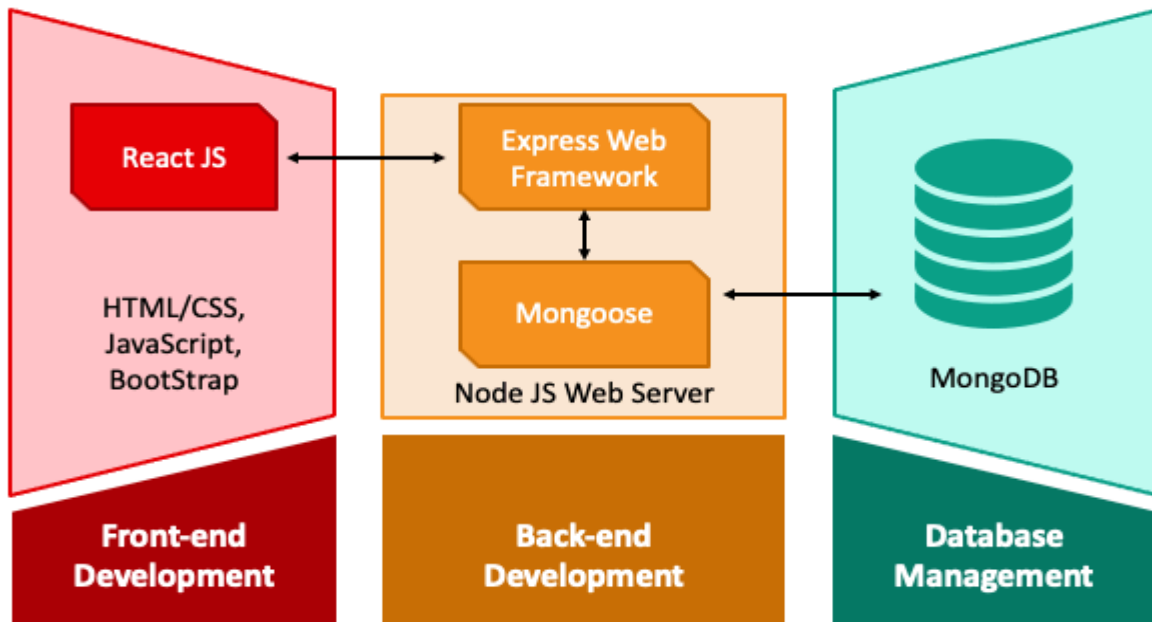 React JS
HTML/CSS,
JavaScript,
BootStrap
Express Web
Framework
Mongoose
Node JS Web Server
MongoDB
Front-end
Development
Back-end
Development
Database
Management